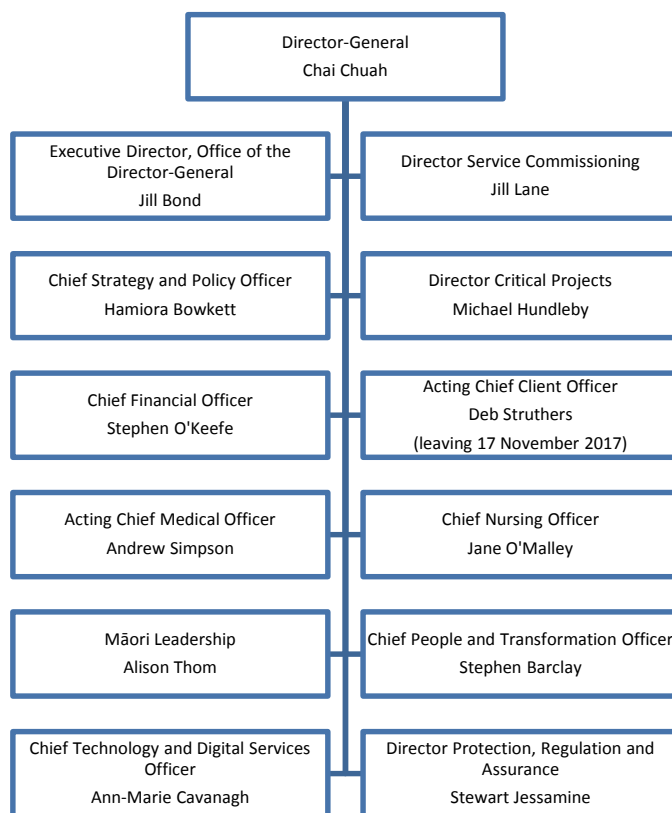 Director-General
Chai Chuah
Executive Director, Office of the
Director-General
Jill Bond
Director Service Commissioning
Jill Lane
Chief Strategy and Policy Officer
Hamiora Bowkett
Director Critical Projects
Michael Hundleby
Chief Financial Officer
Stephen O'Keefe
Acting Chief Client Officer
Deb Struthers
(leaving 17 November 2017)
Acting Chief Medical Officer
Andrew Simpson
Chief Nursing Officer
Jane O'Malley
Māori Leadership
Alison Thom
Chief People and Transformation Officer
Stephen Barclay
Chief Technology and Digital Services
Officer
Ann-Marie Cavanagh
Director Protection, Regulation and
Assurance
Stewart Jessamine